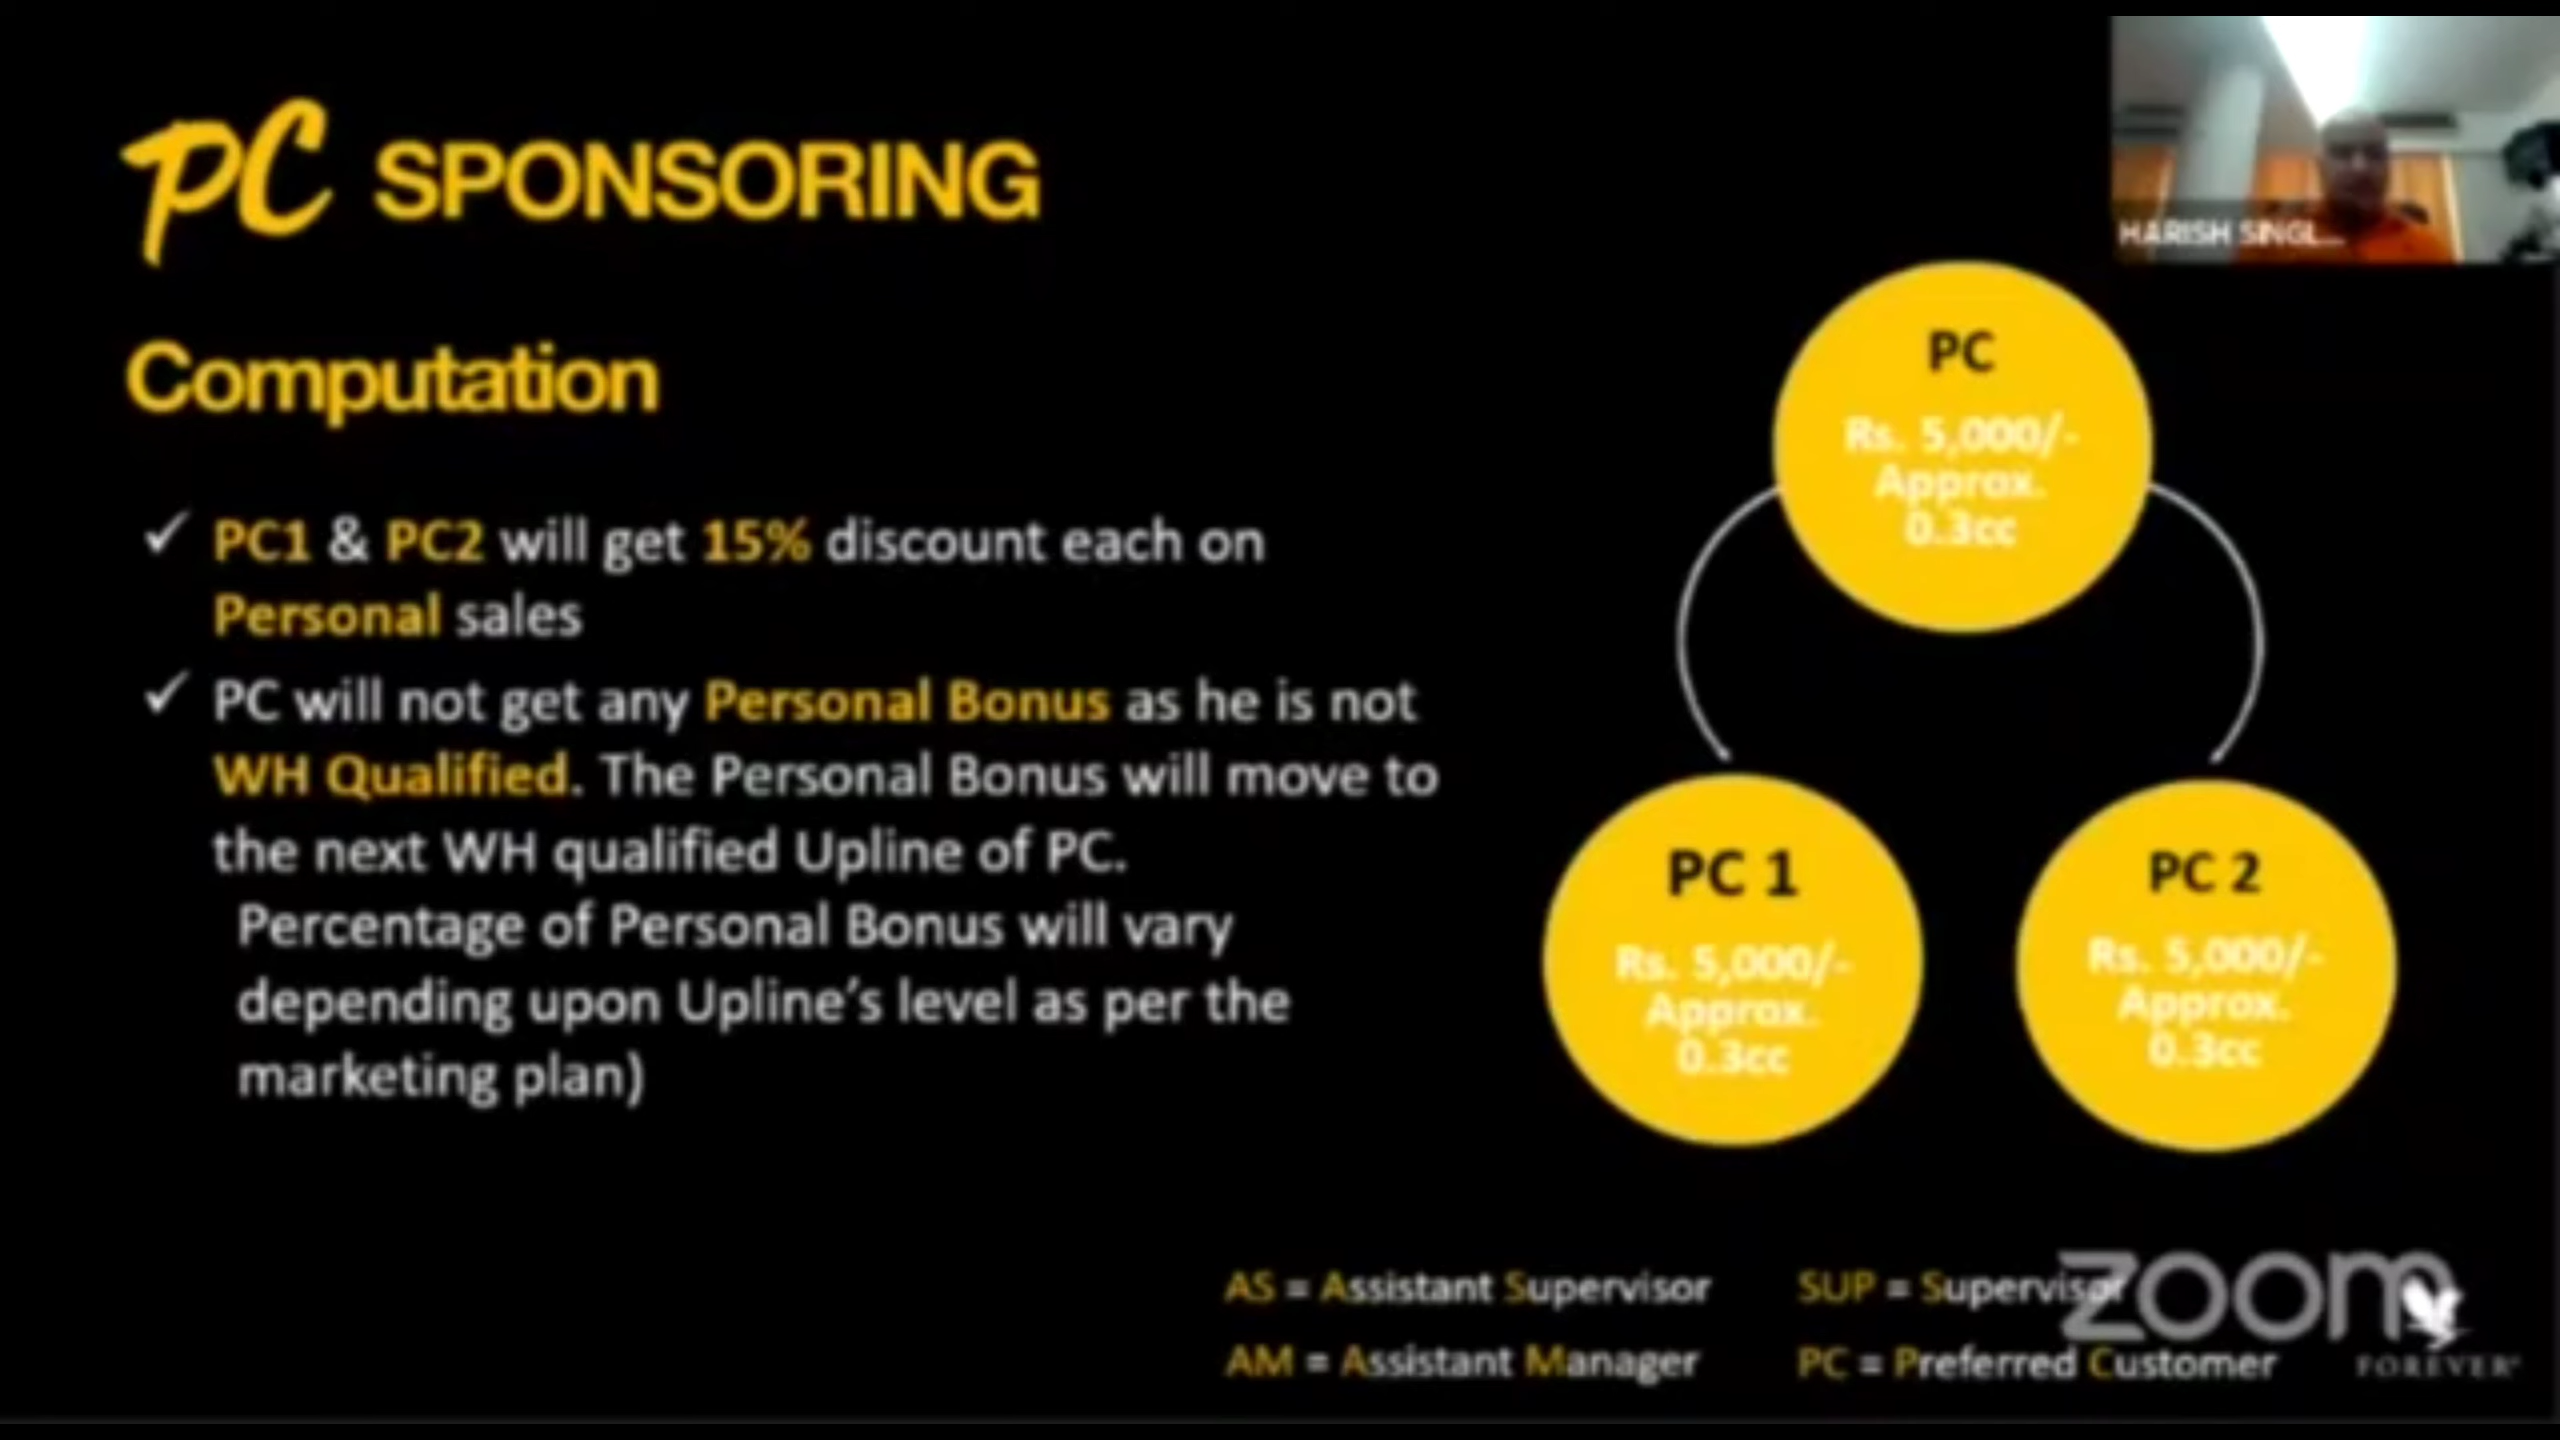 HARISH SINGL...
PC SPONSORING
Computation
✓ PC1 & PC2 will get 15% discount each on
Personal sales
✓ PC will not get any Personal Bonus as he is not
WH Qualified. The Personal Bonus will move to
the next WH qualified Upline of PC.
Percentage of Personal Bonus will vary
depending upon Upline’s level as per the
marketing plan)
PC
Rs. 5,000/-
Approx.
0.3cc
PC 1
Rs. 5,000/-
Approx.
0.3cc
PC 2
Rs. 5,000/-
Approx.
0.3cc
AS = Assistant Supervisor
SUP = Supervisor
AM = Assistant Manager
PC = Preferred Customer
zoom
FOREVER®